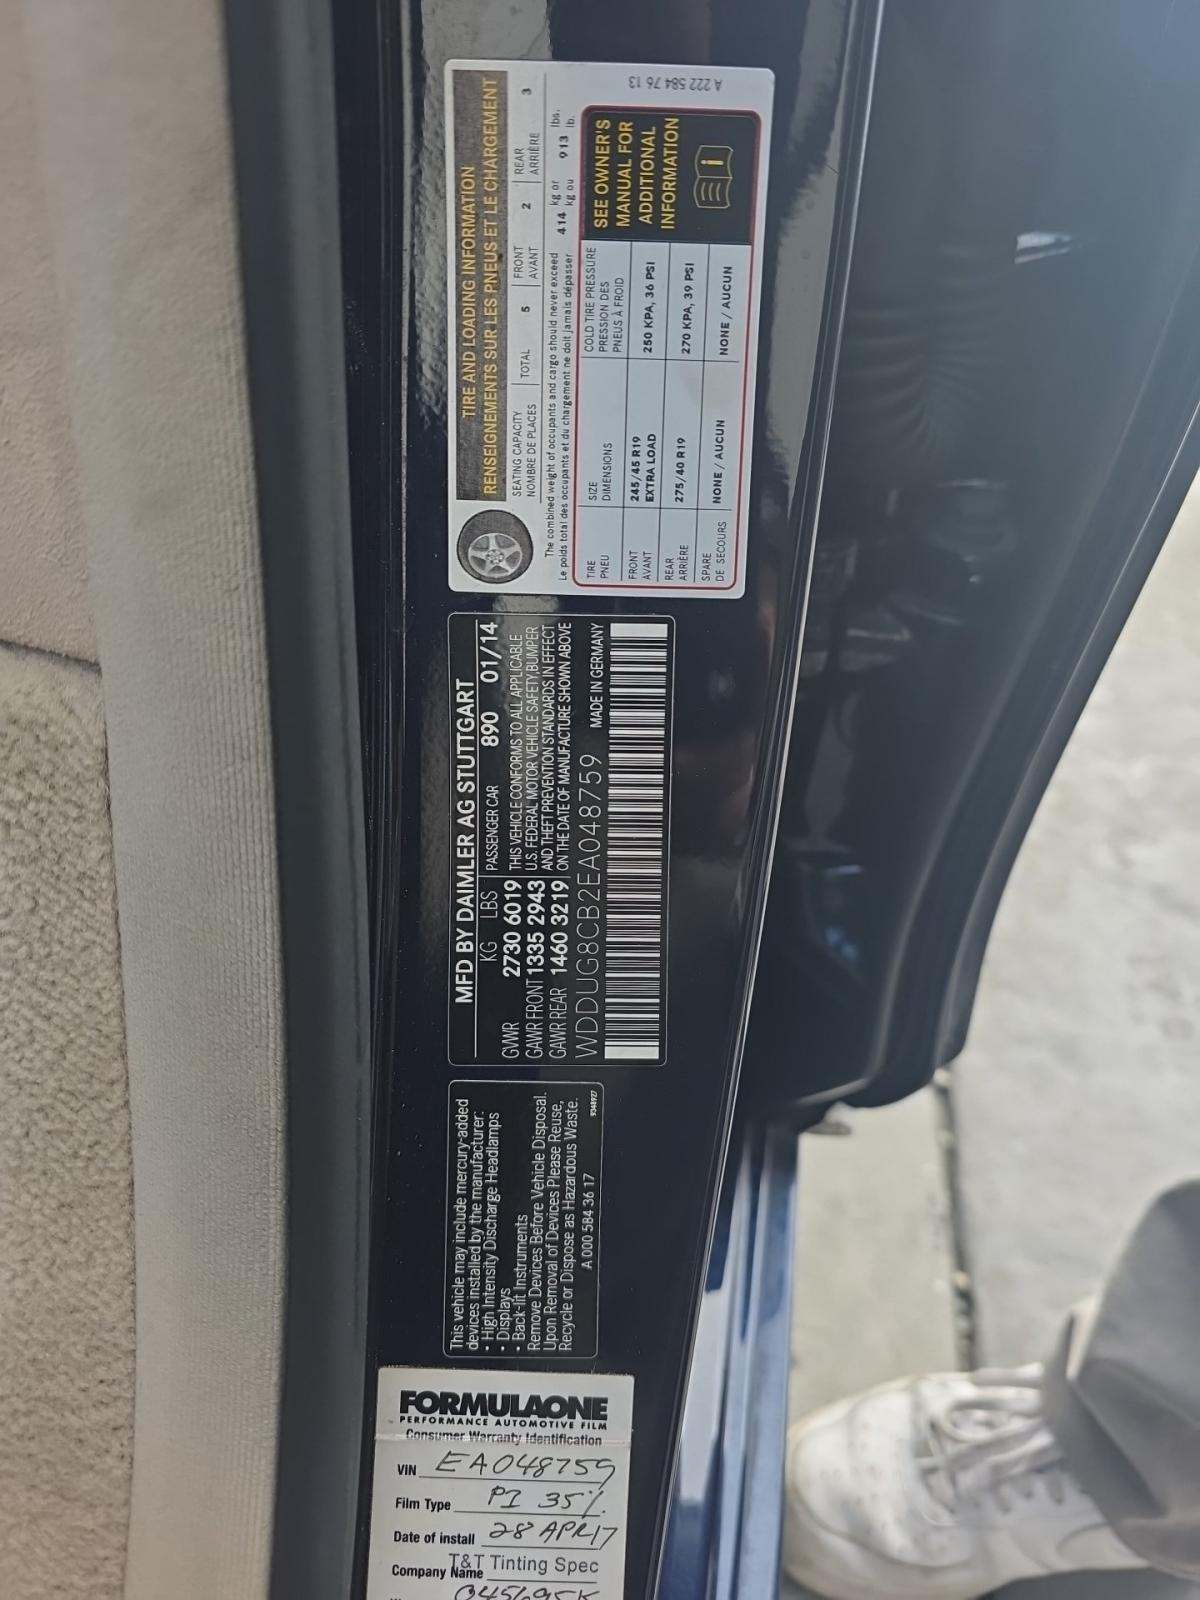 A 222 584 76 13
TIRE AND LOADING INFORMATION
RENSEIGNEMENTS SUR LES PNEUS ET LE CHARGEMENT
SEATING CAPACITY TOTAL 5 FRONT 2 REAR 3
NOMBRE DE PLACES AVANT ARRIÈRE
The combined weight of occupants and cargo should never exceed 414 kg or 913 lbs.
Le poids total des occupants et du chargement ne doit jamais dépasser kg ou lb.
TIRE SIZE COLD TIRE PRESSURE
PNEU DIMENSIONS PRESSION DES
PNEUS À FROID
FRONT 245/45 R19 250 KPA, 36 PSI
AVANT EXTRA LOAD
REAR 275/40 R19 270 KPA, 39 PSI
ARRIÈRE
SPARE NONE / AUCUN NONE / AUCUN
DE SECOURS
SEE OWNER'S
MANUAL FOR
ADDITIONAL
INFORMATION
MFD BY DAIMLER AG STUTTGART
KG LBS PASSENGER CAR 890 01/14
GVWR 2730 6019
GAWR FRONT 1335 2943
GAWR REAR 1460 3219
THIS VEHICLE CONFORMS TO ALL APPLICABLE
U.S. FEDERAL MOTOR VEHICLE SAFETY,BUMPER
AND THEFT PREVENTION STANDARDS IN EFFECT
ON THE DATE OF MANUFACTURE SHOWN ABOVE
WDDUG8CB2EA048759 MADE IN GERMANY
This vehicle may include mercury-added
devices installed by the manufacturer:
• High Intensity Discharge Headlamps
• Displays
• Back-lit Instruments
Remove Devices Before Vehicle Disposal.
Upon Removal of Devices Please Reuse,
Recycle or Dispose as Hazardous Waste.
A 000 584 36 17
FORMULAONE
PERFORMANCE AUTOMOTIVE FILM
Consumer Warranty Identification
VIN EA048759
Film Type PI 35%
Date of install 28 APR 17
Company Name T&T Tinting Spec